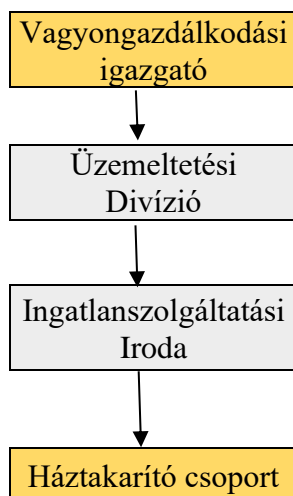 Vagyongazdálkodási
igazgató
Üzemeltetési
Divízió
Ingatlanszolgáltatási
Iroda
Háztakarító csoport